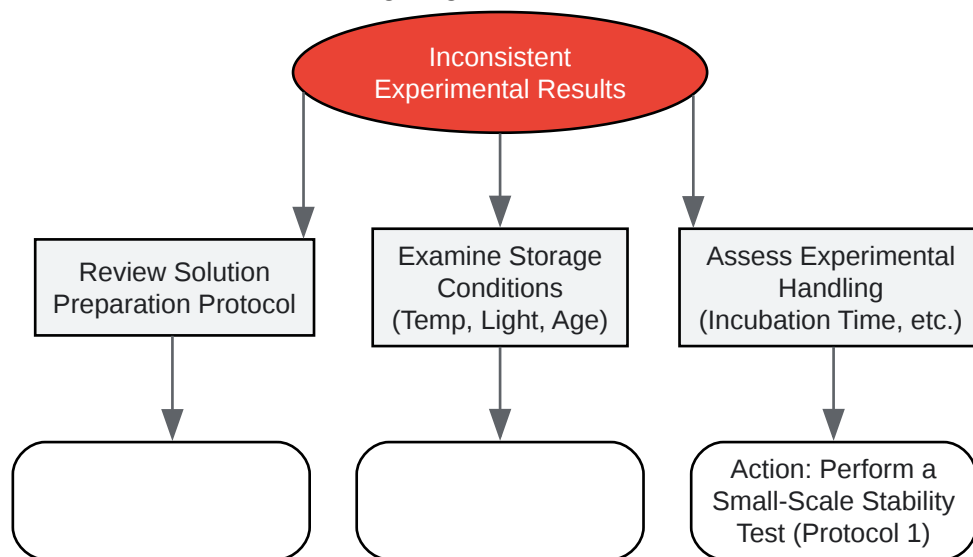 Inconsistent
Experimental Results
Review Solution
Preparation Protocol
Examine Storage
Conditions
(Temp, Light, Age)
Assess Experimental
Handling
(Incubation Time, etc.)
Action: Perform a
Small-Scale Stability
Test (Protocol 1)